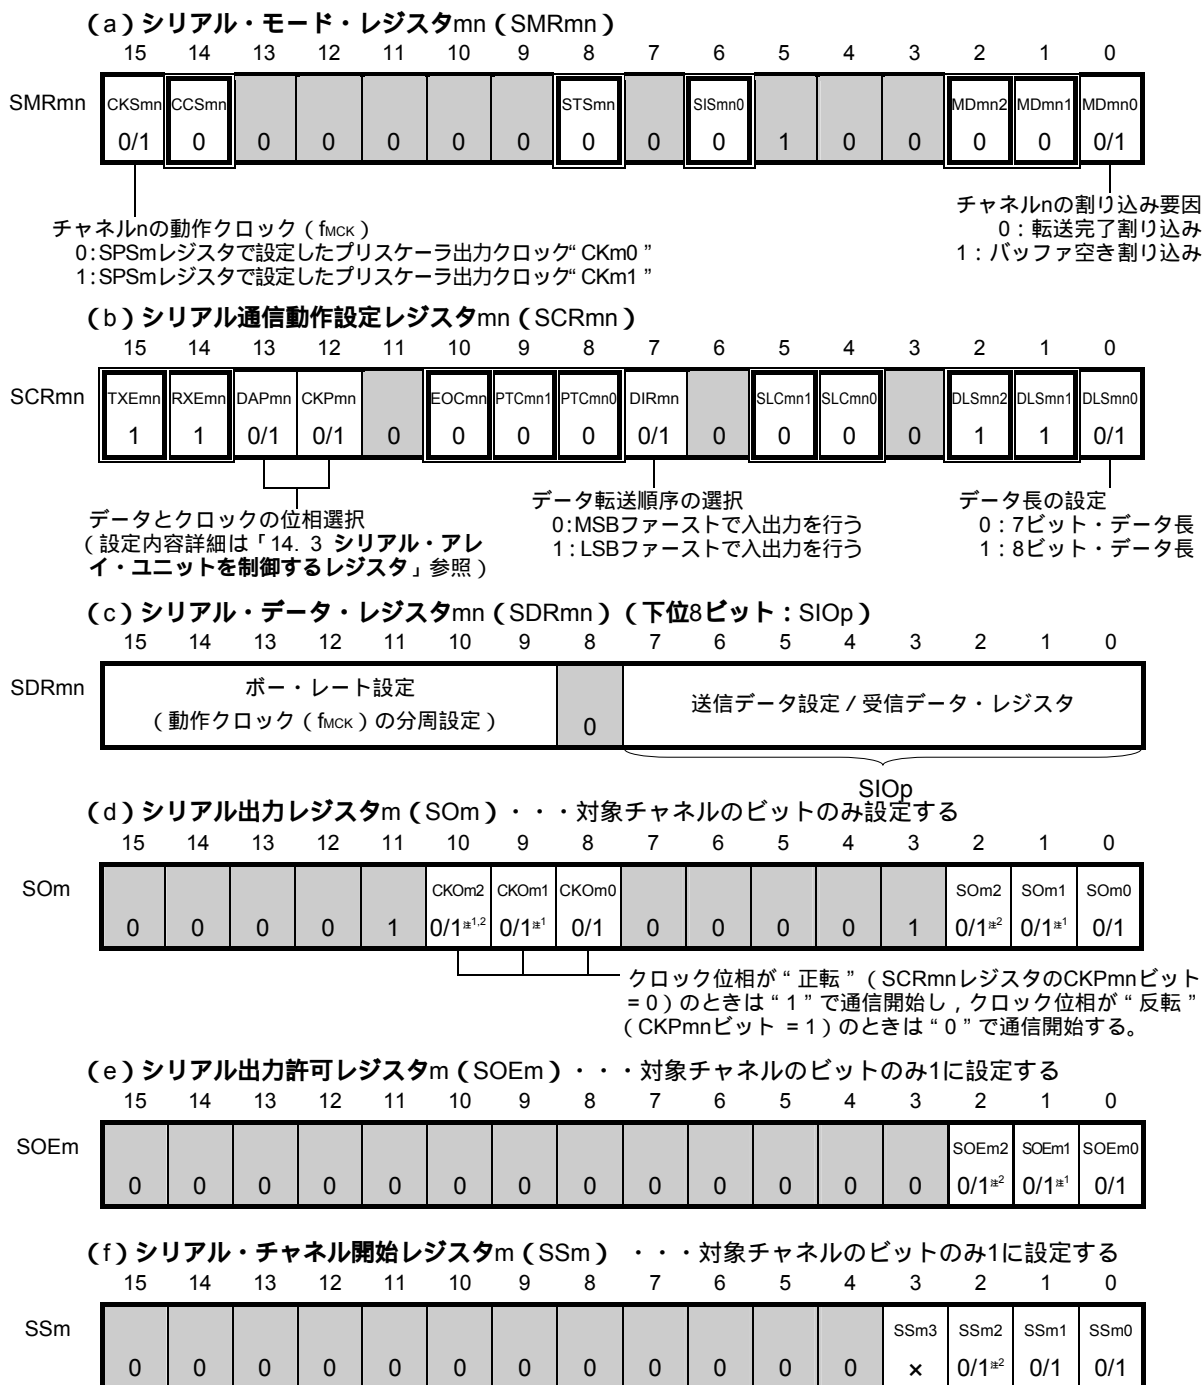 (a)シリアル・モード・レジスタmn(SMRmn)
15 14 13 12 11 10 9 8 7 6 5 4 3 2 1 0
SMRmn CKSmn CCSmn STSmn SISmn0 MDmn2 MDmn1 MDmn0
0/1 0 0 0 0 0 0 0 0 0 1 0 0 0 0 0/1
チャネルnの動作クロック(fMCK)
0:SPSmレジスタで設定したプリスケーラ出力クロック“CKm0”
1:SPSmレジスタで設定したプリスケーラ出力クロック“CKm1”
チャネルnの割り込み要因
0:転送完了割り込み
1:バッファ空き割り込み
(b)シリアル通信動作設定レジスタmn(SCRmn)
15 14 13 12 11 10 9 8 7 6 5 4 3 2 1 0
SCRmn TXEmn RXEmn DAPmn CKPmn EOCmn PTCmn1 PTCmn0 DIRmn SLCmn1 SLCmn0 DLSmn2 DLSmn1 DLSmn0
1 1 0/1 0/1 0 0 0 0 0/1 0 0 0 0 1 1 0/1
データとクロックの位相選択
(設定内容詳細は「14. 3 シリアル・アレ
イ・ユニットを制御するレジスタ」参照)
データ転送順序の選択
0:MSBファーストで入出力を行う
1:LSBファーストで入出力を行う
データ長の設定
0:7ビット・データ長
1:8ビット・データ長
(c)シリアル・データ・レジスタmn(SDRmn)(下位8ビット:SIOp)
15 14 13 12 11 10 9 8 7 6 5 4 3 2 1 0
SDRmn ボー・レート設定
(動作クロック(fMCK)の分周設定)
0
送信データ設定/受信データ・レジスタ
SIOp
(d)シリアル出力レジスタm(SOm)・・・対象チャネルのビットのみ設定する
15 14 13 12 11 10 9 8 7 6 5 4 3 2 1 0
SOm CKOm2 CKOm1 CKOm0 SOm2 SOm1 SOm0
0 0 0 0 1 0/1注1,2 0/1注1 0/1 0 0 0 0 1 0/1注2 0/1注1 0/1
クロック位相が“正転”(SCRmnレジスタのCKPmnビット
=0)のときは“1”で通信開始し,クロック位相が“反転”
(CKPmnビット =1)のときは“0”で通信開始する。
(e)シリアル出力許可レジスタm(SOEm)・・・対象チャネルのビットのみ1に設定する
15 14 13 12 11 10 9 8 7 6 5 4 3 2 1 0
SOEm SOEm2 SOEm1 SOEm0
0 0 0 0 0 0 0 0 0 0 0 0 0 0/1注2 0/1注1 0/1
(f)シリアル・チャネル開始レジスタm(SSm) ・・・対象チャネルのビットのみ1に設定する
15 14 13 12 11 10 9 8 7 6 5 4 3 2 1 0
SSm SSm3 SSm2 SSm1 SSm0
0 0 0 0 0 0 0 0 0 0 0 0 × 0/1注2 0/1 0/1